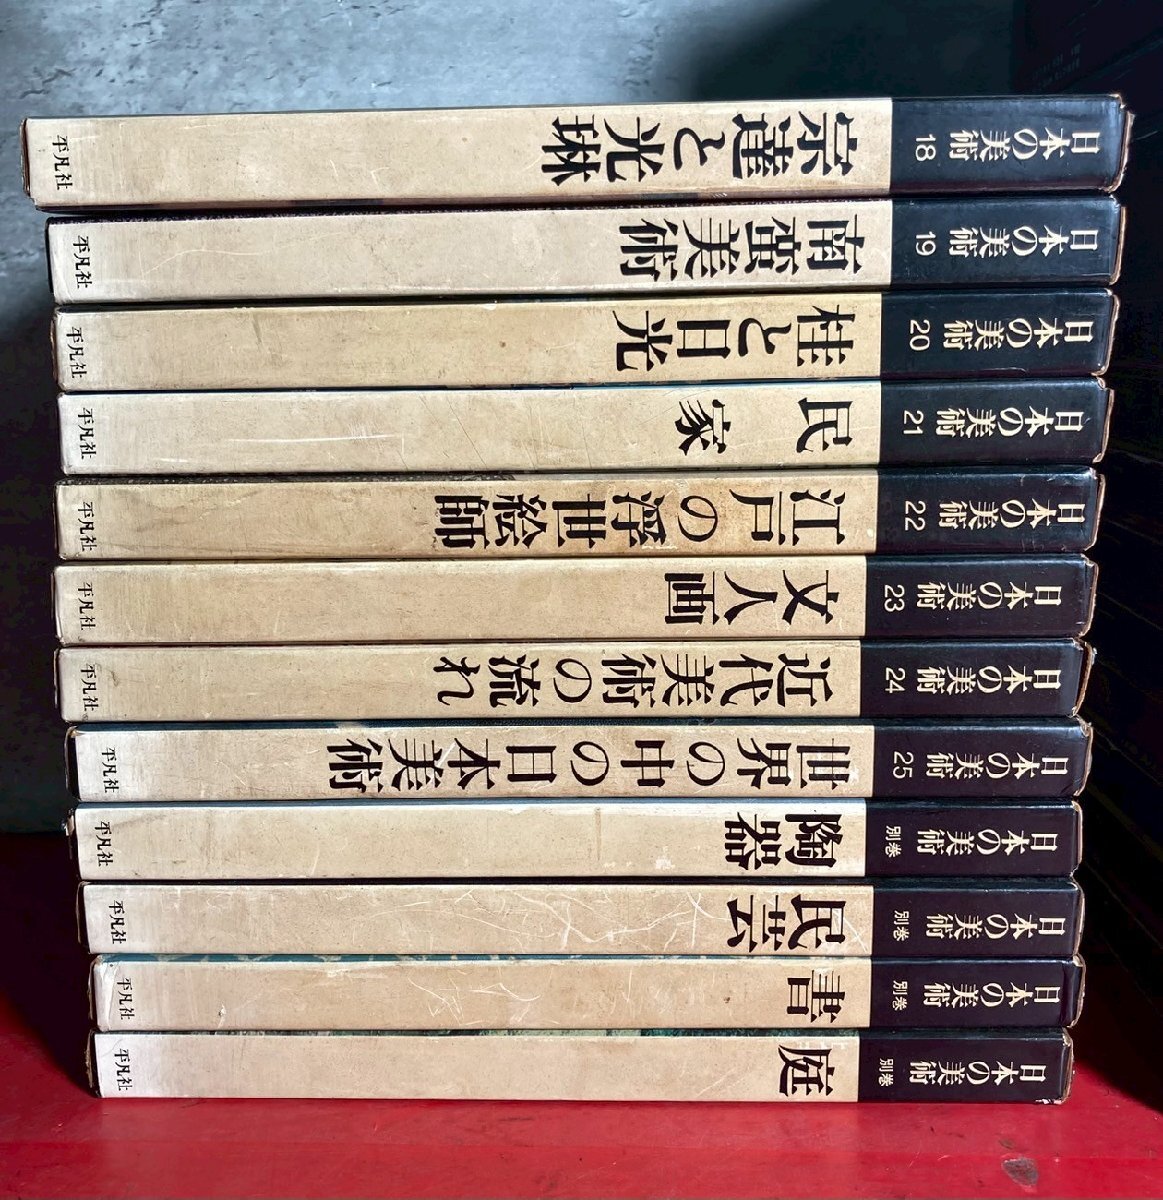 日本の美術 18 宗達と光琳 平凡社
日本の美術 19 南蛮美術 平凡社
日本の美術 20 桂と日光 平凡社
日本の美術 21 民家 平凡社
日本の美術 22 江戸の浮世絵師 平凡社
日本の美術 23 文人画 平凡社
日本の美術 24 近代美術の流れ 平凡社
日本の美術 25 世界の中の日本美術 平凡社
日本の美術 別巻 陶器 平凡社
日本の美術 別巻 民芸 平凡社
日本の美術 別巻 書 平凡社
日本の美術 別巻 庭 平凡社